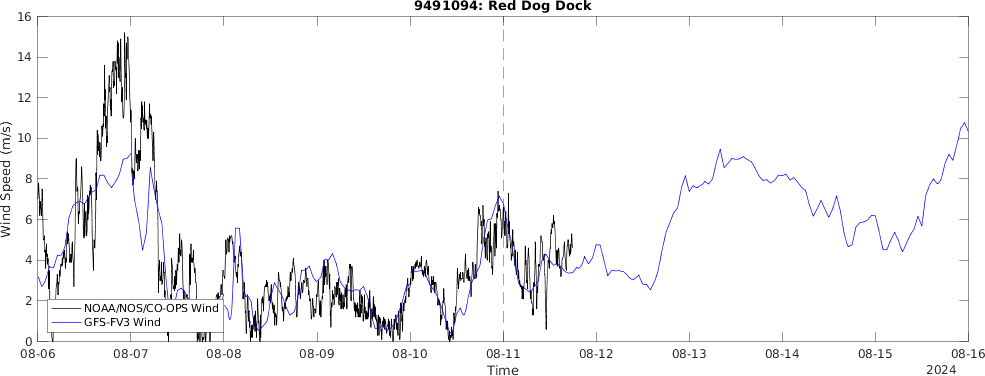 9491094: Red Dog Dock
16
14
12
10
8
6
4
2
0
Wind Speed (m/s)
NOAA/NOS/CO-OPS Wind
GFS-FV3 Wind
08-06 08-07 08-08 08-09 08-10 08-11 08-12 08-13 08-14 08-15 08-16
Time
2024